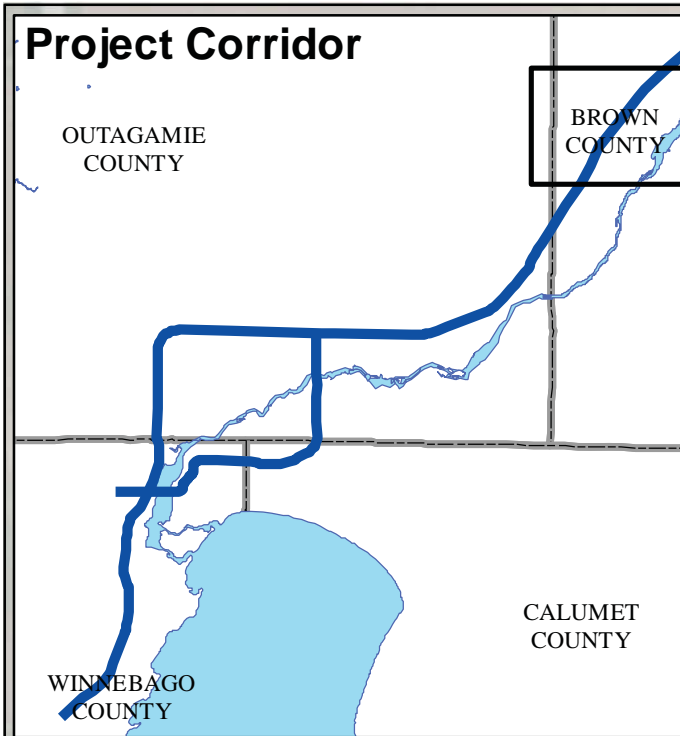 Project Corridor
OUTAGAMIE
COUNTY
BROWN
COUNTY
CALUMET
COUNTY
WINNEBAGO
COUNTY